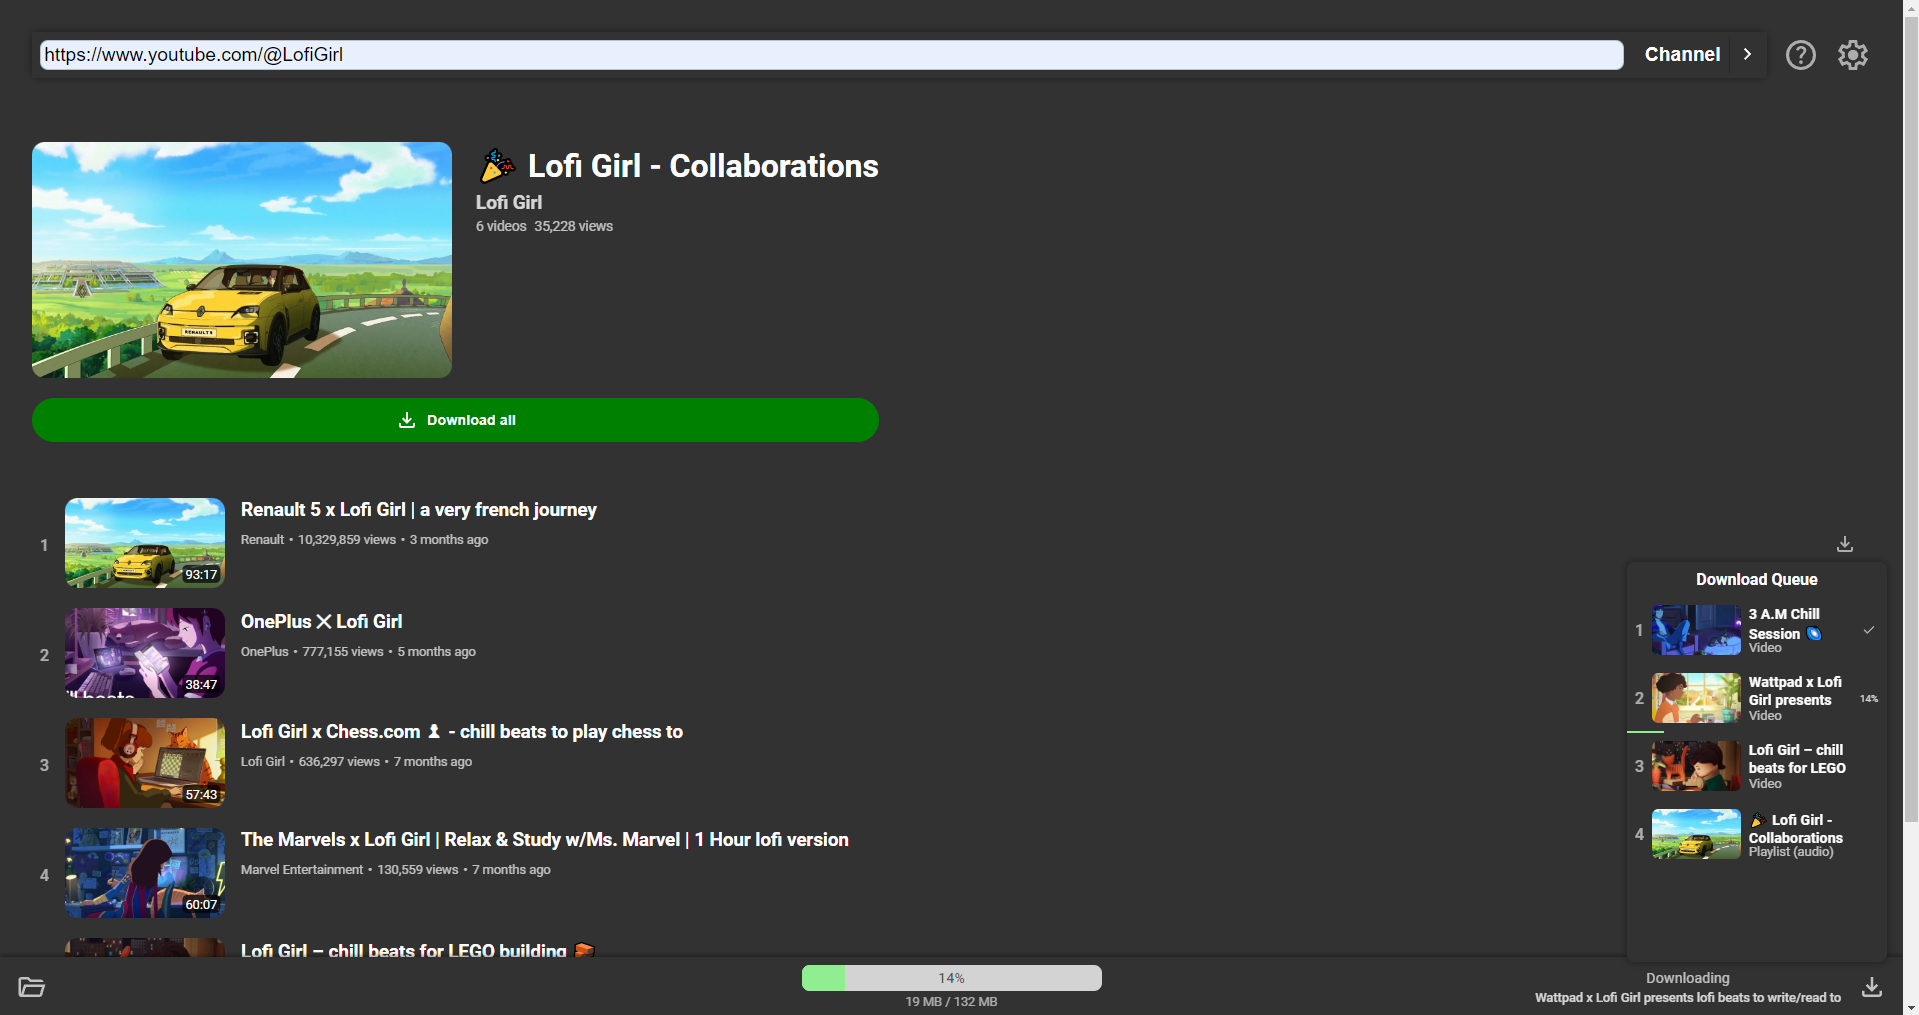 https://www.youtube.com/@LofiGirl
Channel
🎉 Lofi Girl - Collaborations
Lofi Girl
6 videos 35,228 views
RENAULT 5
Download all
1
93:17
Renault 5 x Lofi Girl | a very french journey
Renault • 10,329,859 views • 3 months ago
2
38:47
OnePlus ✕ Lofi Girl
OnePlus • 777,155 views • 5 months ago
3
57:43
Lofi Girl x Chess.com ♟ - chill beats to play chess to
Lofi Girl • 636,297 views • 7 months ago
4
60:07
The Marvels x Lofi Girl | Relax & Study w/Ms. Marvel | 1 Hour lofi version
Marvel Entertainment • 130,559 views • 7 months ago
Lofi Girl – chill beats for LEGO building 🧱
Download Queue
1
3 A.M Chill
Session 🌌
Video
2
Wattpad x Lofi
Girl presents
Video
14%
3
Lofi Girl – chill
beats for LEGO
Video
4
🎉 Lofi Girl -
Collaborations
Playlist (audio)
14%
19 MB / 132 MB
Downloading
Wattpad x Lofi Girl presents lofi beats to write/read to